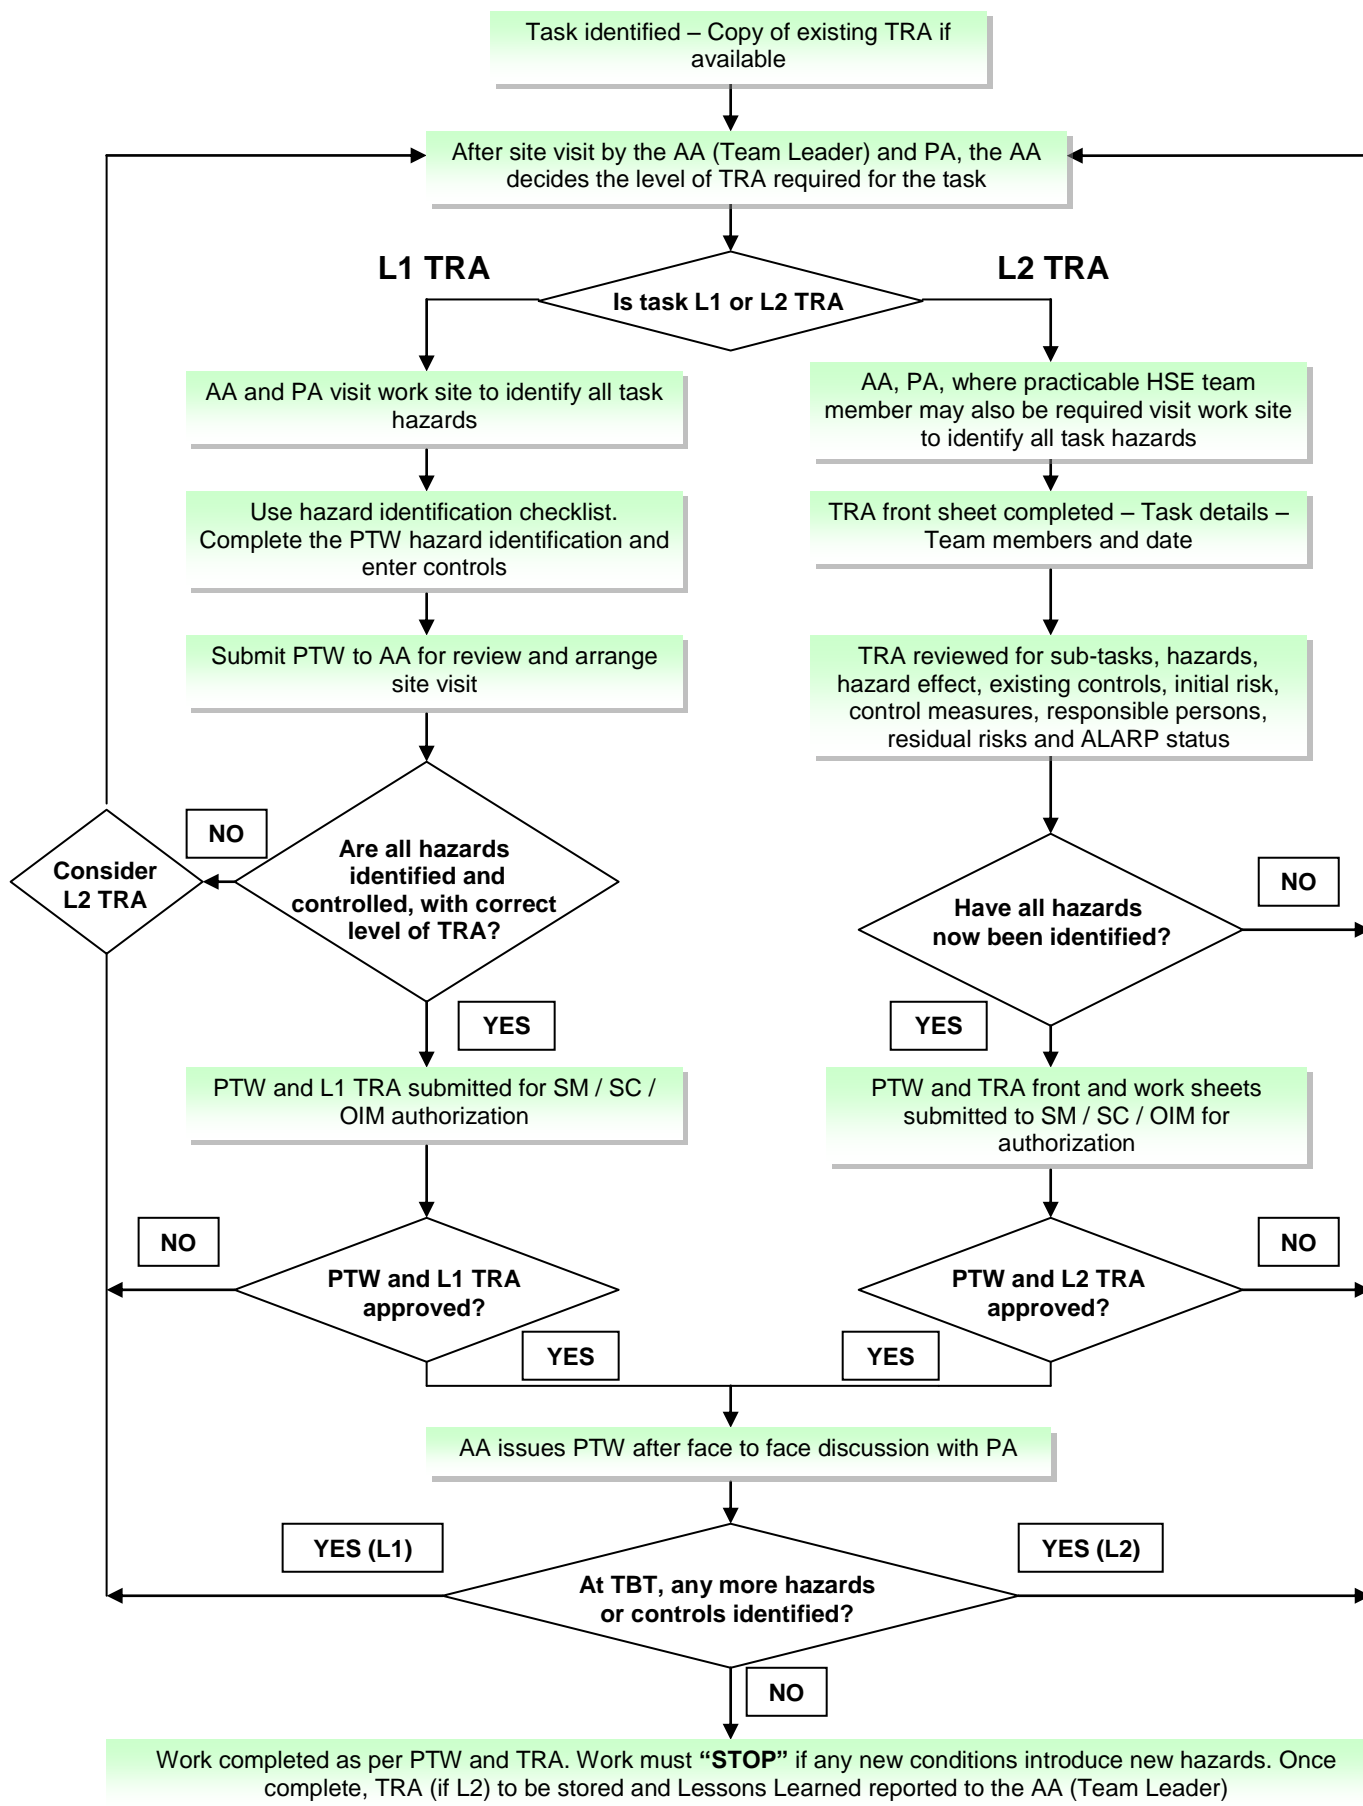 Task identified – Copy of existing TRA if
available
After site visit by the AA (Team Leader) and PA, the AA
decides the level of TRA required for the task
L1 TRA
L2 TRA
Is task L1 or L2 TRA
AA and PA visit work site to identify all task
hazards
AA, PA, where practicable HSE team
member may also be required visit work site
to identify all task hazards
Use hazard identification checklist.
Complete the PTW hazard identification and
enter controls
TRA front sheet completed – Task details –
Team members and date
Submit PTW to AA for review and arrange
site visit
TRA reviewed for sub-tasks, hazards,
hazard effect, existing controls, initial risk,
control measures, responsible persons,
residual risks and ALARP status
NO
Consider
L2 TRA
Are all hazards
identified and
controlled, with correct
level of TRA?
NO
Have all hazards
now been identified?
YES
YES
PTW and L1 TRA submitted for SM / SC /
OIM authorization
PTW and TRA front and work sheets
submitted to SM / SC / OIM for
authorization
NO
PTW and L1 TRA
approved?
NO
PTW and L2 TRA
approved?
YES
YES
AA issues PTW after face to face discussion with PA
YES (L1)
YES (L2)
At TBT, any more hazards
or controls identified?
NO
Work completed as per PTW and TRA. Work must “STOP” if any new conditions introduce new hazards. Once
complete, TRA (if L2) to be stored and Lessons Learned reported to the AA (Team Leader)